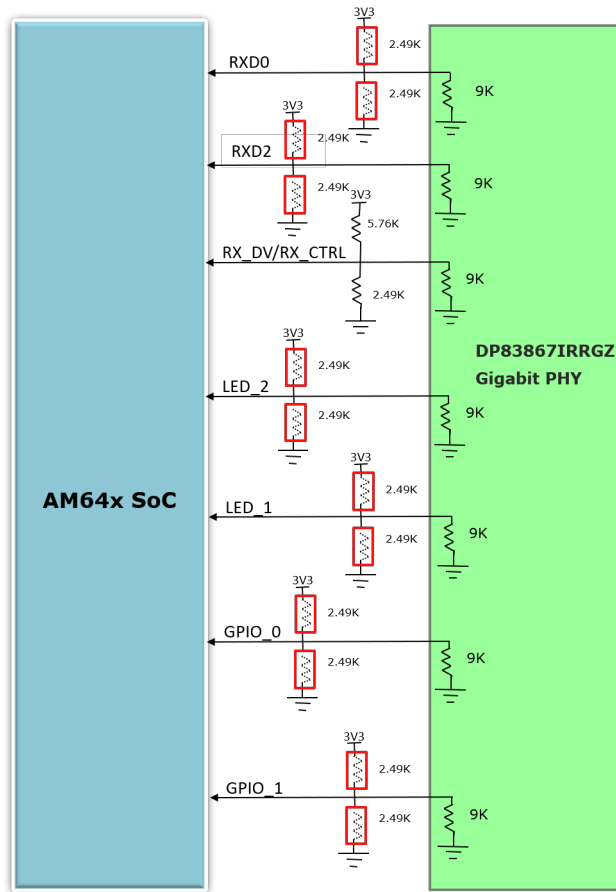 3V3
2.49K
RXD0
2.49K
9K
3V3
2.49K
RXD2
9K
2.49K
3V3
5.76K
RX_DV/RX_CTRL
9K
2.49K
3V3
DP83867IRRGZ
2.49K
Gigabit PHY
LED_2
2.49K
9K
3V3
2.49K
AM64x SoC
LED_1
2.49K
9K
3V3
2.49K
GPIO_0
9K
2.49K
3V3
2.49K
GPIO_1
2.49K
9K